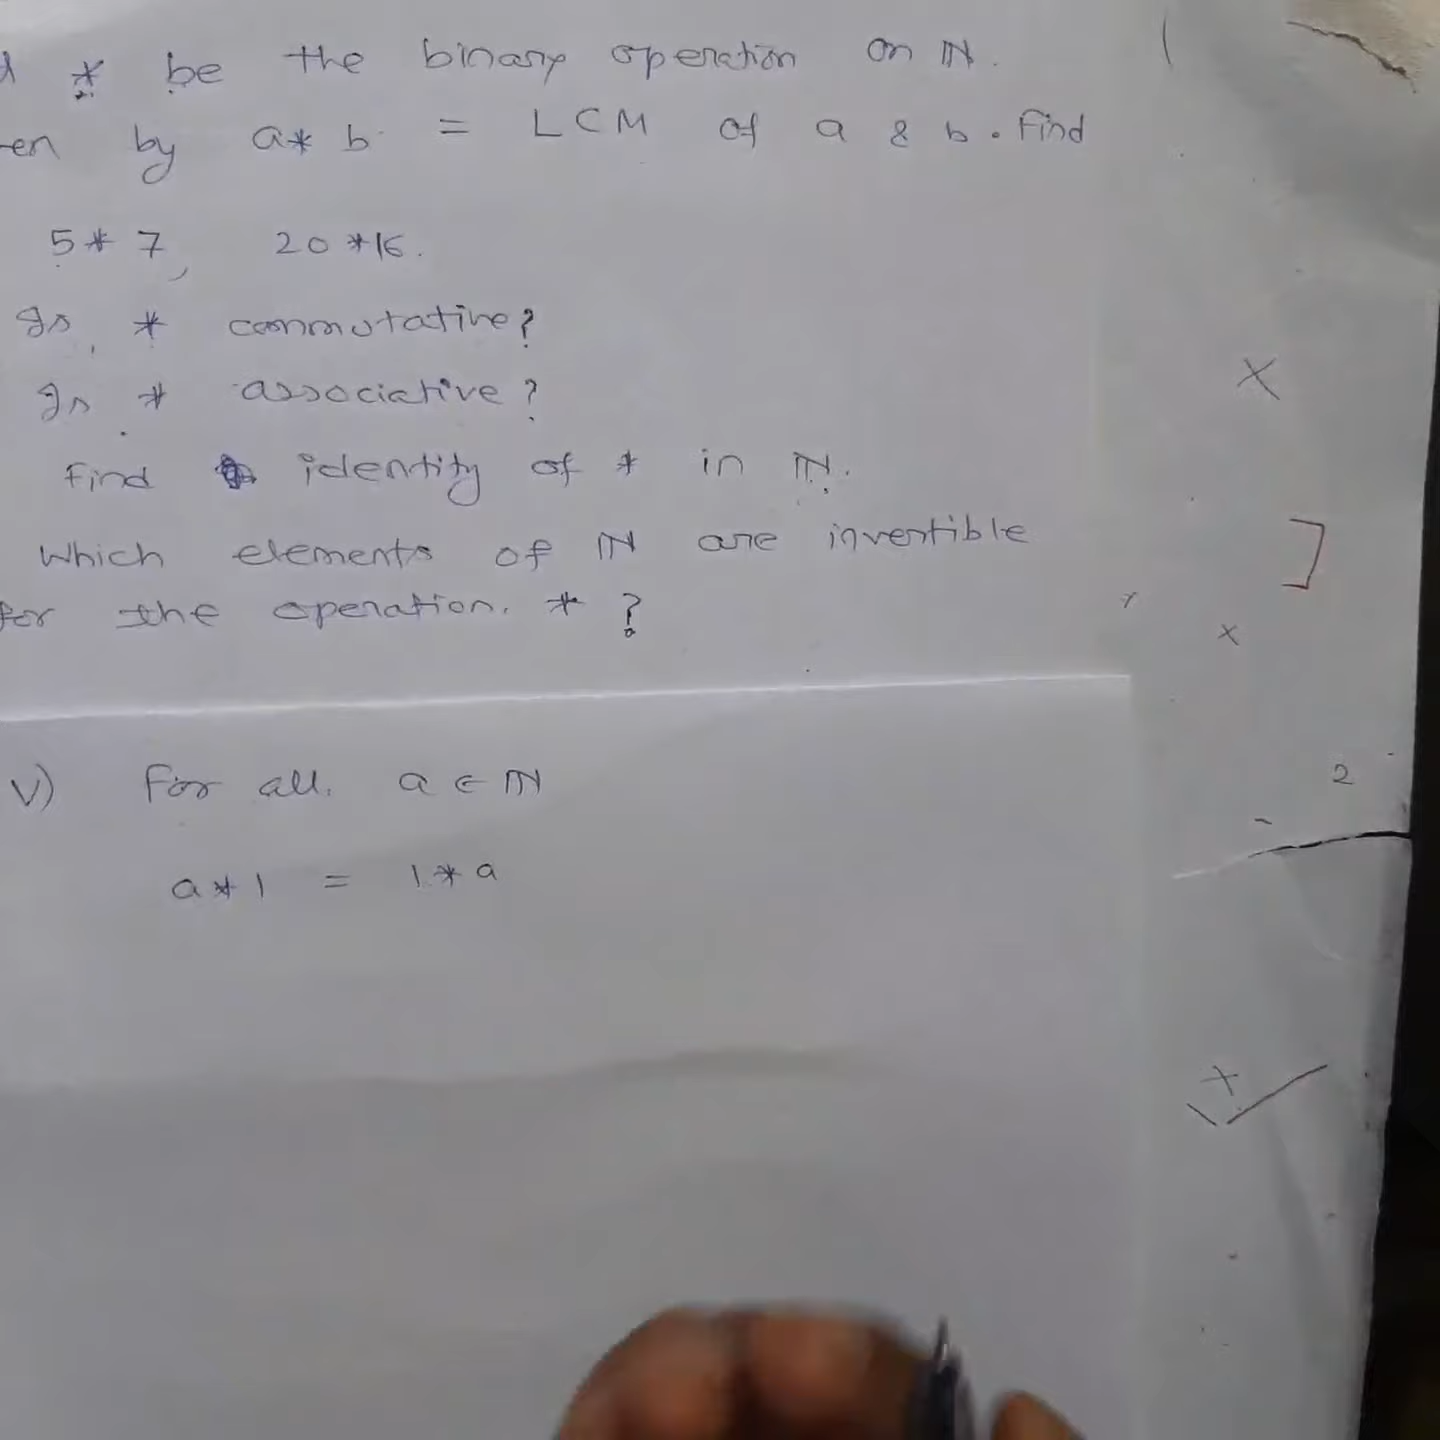 * be the binary operation on ℕ.
by a * b = LCM of a & b. Find
5 * 7, 20 * 16.
Is * commutative?
Is * associative?
Find identity of * in ℕ.
Which elements of ℕ are invertible
for the operation. * ?
V) For all. a ∈ ℕ
2
a * 1 = 1 * a